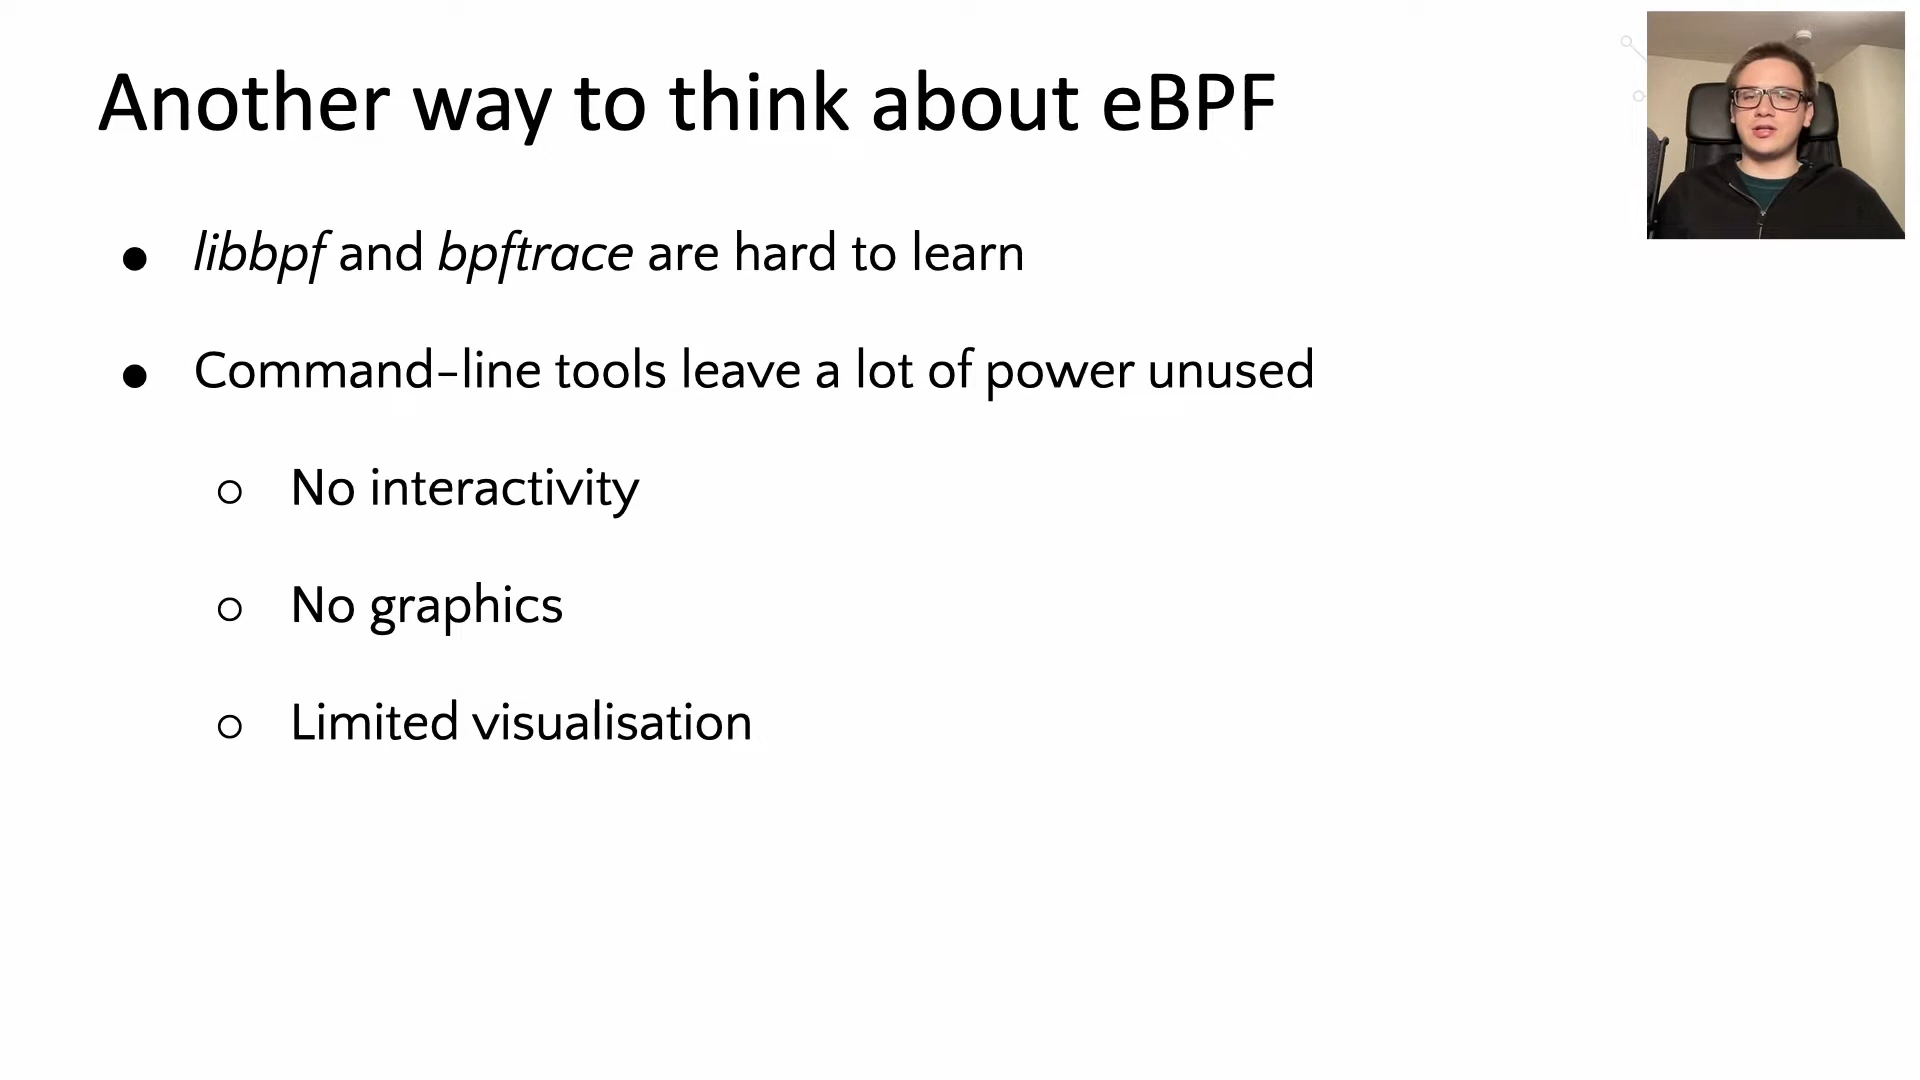 Another way to think about eBPF
● libbpf and bpftrace are hard to learn
● Command-line tools leave a lot of power unused
○ No interactivity
○ No graphics
○ Limited visualisation